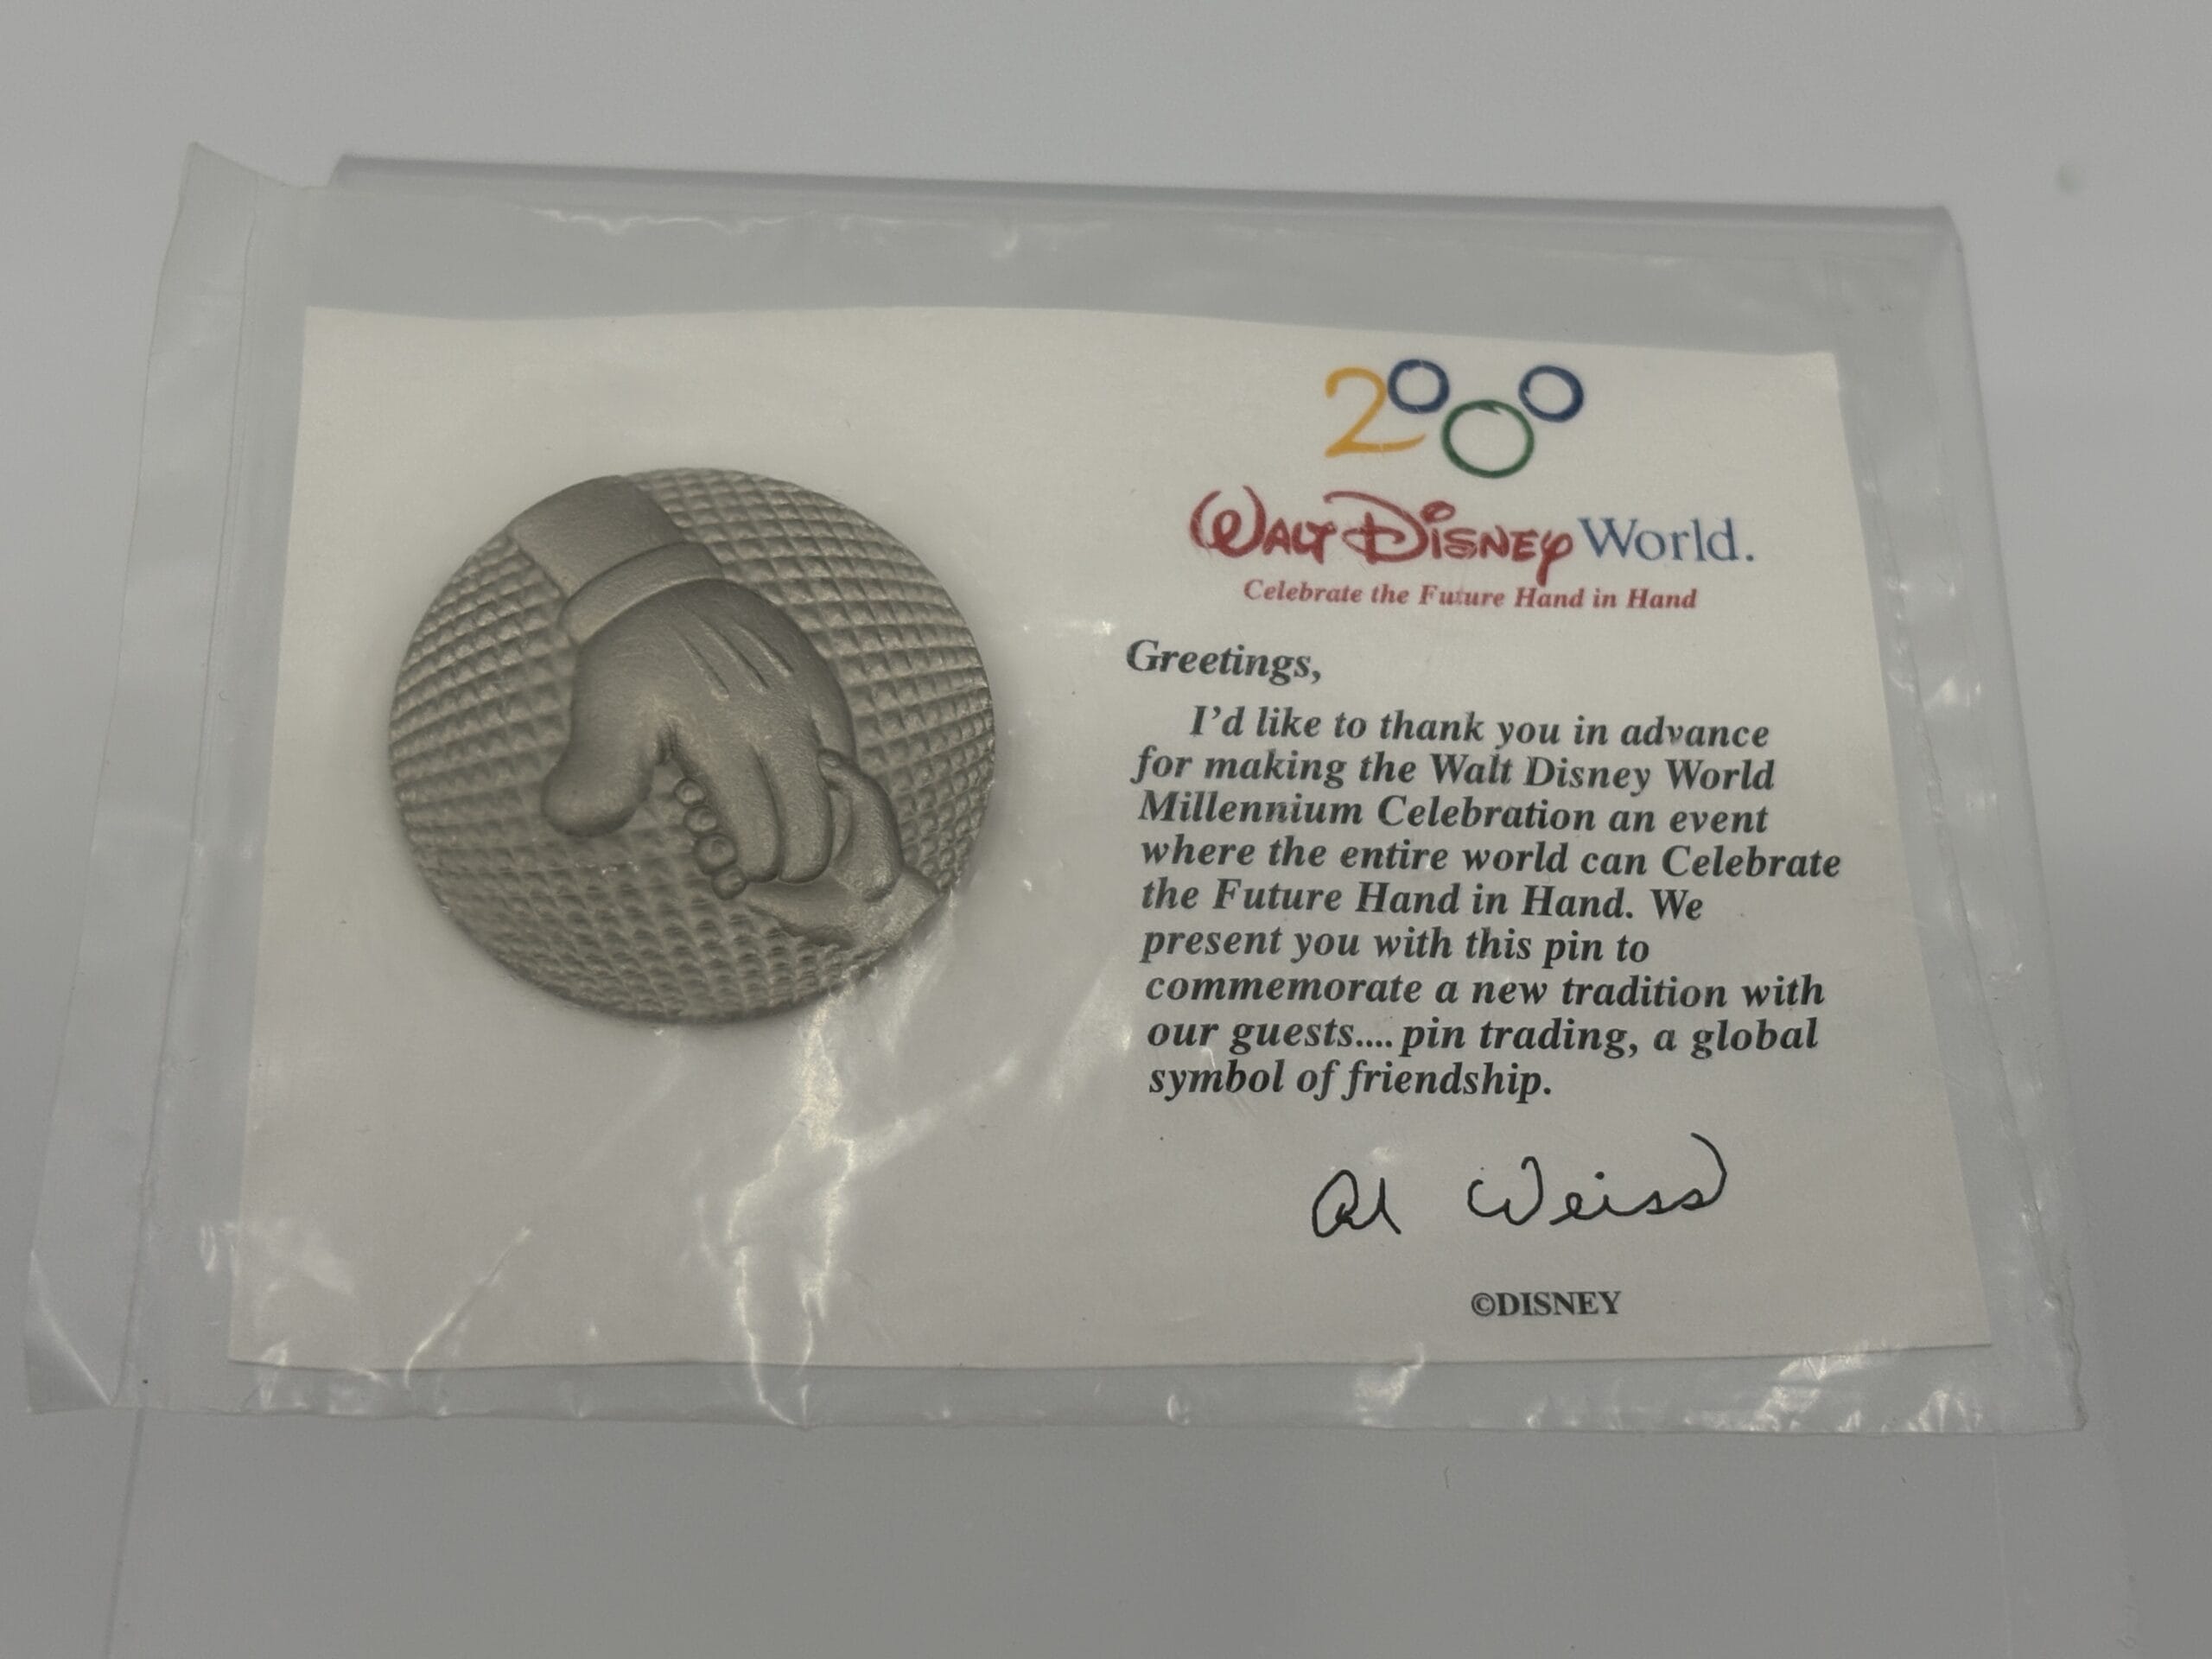 2000
Walt Disney World.
Celebrate the Future Hand in Hand
Greetings,
I'd like to thank you in advance
for making the Walt Disney World
Millennium Celebration an event
where the entire world can Celebrate
the Future Hand in Hand. We
present you with this pin to
commemorate a new tradition with
our guests.... pin trading, a global
symbol of friendship.
Al Weiss
©DISNEY